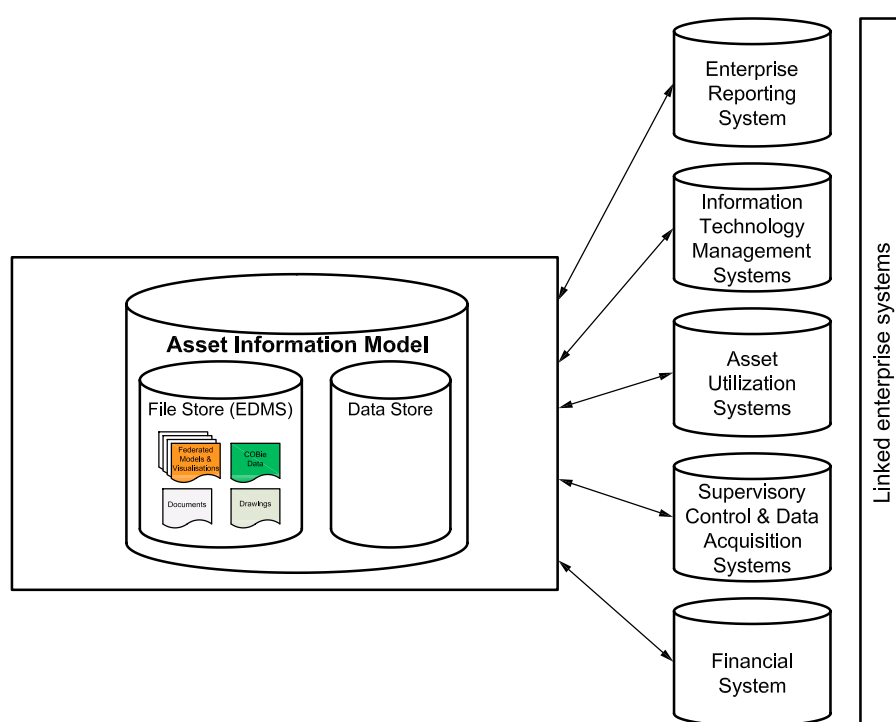 Enterprise
Reporting
System
Information
Technology
Management
Systems
Asset Information Model
File Store (EDMS)
Data Store
Federated
Models &
Visualisations
COBie
Data
Documents
Drawings
Asset
Utilization
Systems
Supervisory
Control & Data
Acquisition
Systems
Financial
System
Linked enterprise systems